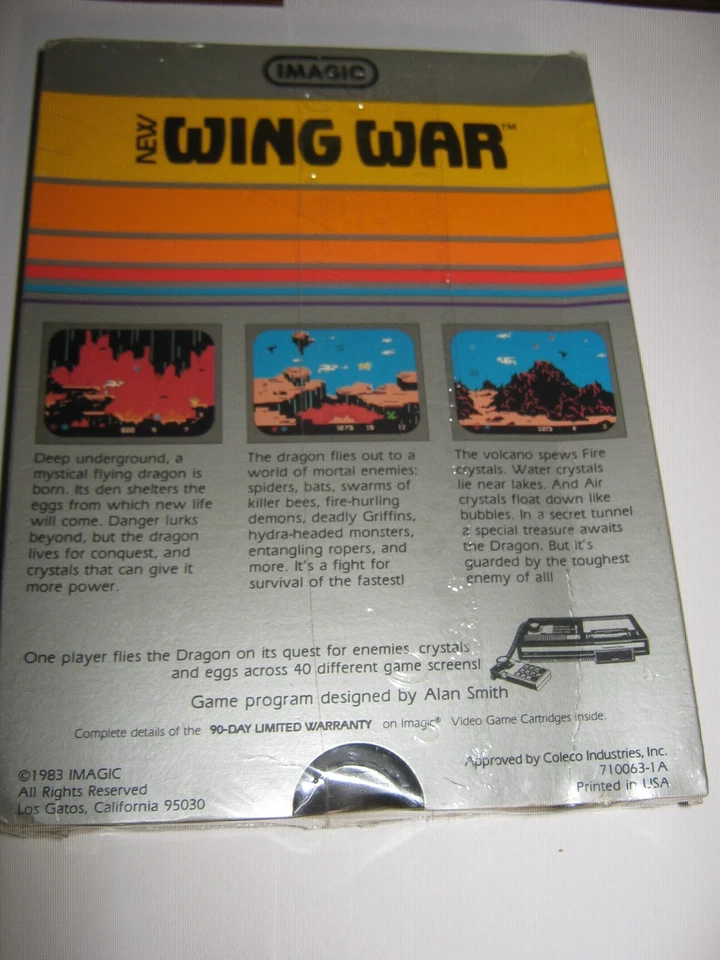 IMAGIC
NEW WING WAR™
Deep underground, a
mystical flying dragon is
born. Its den shelters the
eggs from which new life
will come. Danger lurks
beyond, but the dragon
lives for conquest, and
crystals that can give it
more power.
The dragon flies out to a
world of mortal enemies:
spiders, bats, swarms of
killer bees, fire-hurling
demons, deadly Griffins,
hydra-headed monsters,
entangling ropers, and
more. It's a fight for
survival of the fastest!
The volcano spews Fire
crystals. Water crystals
lie near lakes. And Air
crystals float down like
bubbles. In a secret tunnel
a special treasure awaits
the Dragon. But it's
guarded by the toughest
enemy of all!
One player flies the Dragon on its quest for enemies, crystals
and eggs across 40 different game screens!
Game program designed by Alan Smith
Complete details of the 90-DAY LIMITED WARRANTY on Imagic® Video Game Cartridges inside.
©1983 IMAGIC
All Rights Reserved
Los Gatos, California 95030
Approved by Coleco Industries, Inc.
710063-1A
Printed in USA